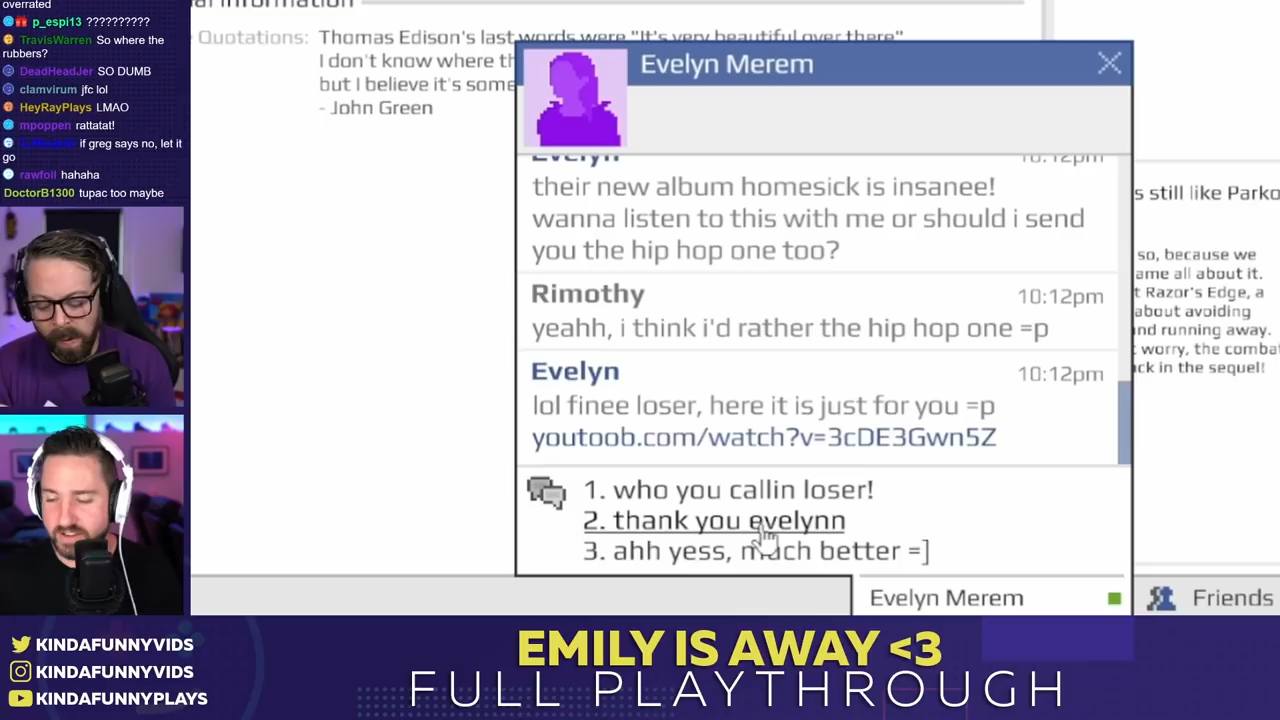 overrated
p_espi13 ??????????
TravisWarren So where the
rubbers?
DeadHeadJer SO DUMB
clamvirum jfc lol
HeyRayPlays LMAO
mpoppen rattatat!
if greg says no, let it
go
rawfoil hahaha
DoctorB1300 tupac too maybe
Quotations: Thomas Edison's last words were "It's very beautiful over there"
I don't know where th
but I believe it's some
- John Green
Evelyn Merem
Evelyn 10:12pm
their new album homesick is insanee!
wanna listen to this with me or should i send
you the hip hop one too?
Rimothy 10:12pm
yeahh, i think i'd rather the hip hop one =p
Evelyn 10:12pm
lol finee loser, here it is just for you =p
youtoob.com/watch?v=3cDE3Gwn5Z
1. who you callin loser!
2. thank you evelynn
3. ahh yess, much better =]
s still like Parko
so, because we
ame all about it.
t Razor's Edge, a
about avoiding
nd running away.
t worry, the combat
ck in the sequel!
Evelyn Merem
Friends
KINDAFUNNYVIDS
KINDAFUNNYVIDS
KINDAFUNNYPLAYS
EMILY IS AWAY <3
FULL PLAYTHROUGH